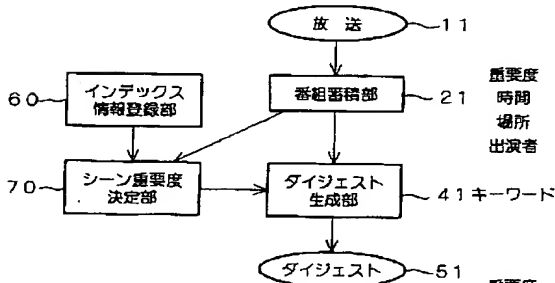 放送
11
60
インデックス
情報登録部
番組蓄積部
21
重要度
時間
場所
出演者
70
シーン重要度
決定部
ダイジェスト
生成部
41
キーワード
ダイジェスト
51